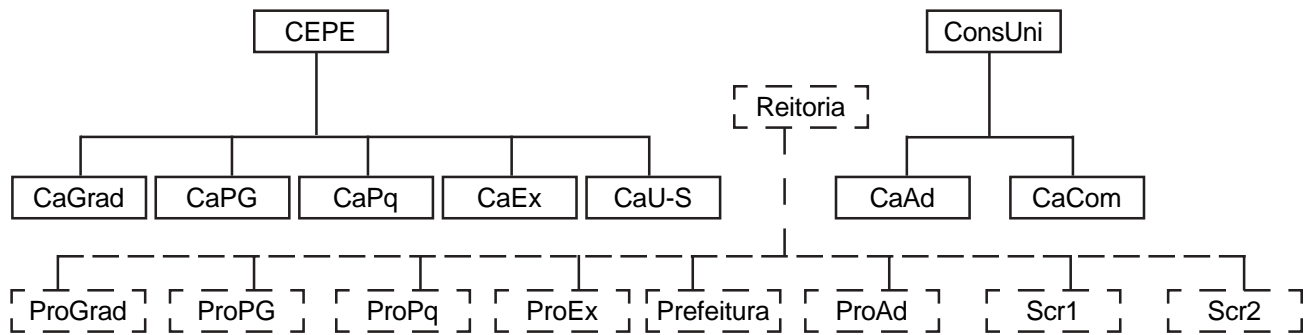 CEPE ConsUni
Reitoria
CaGrad CaPG CaPq CaEx CaU-S CaAd CaCom
ProGrad ProPG ProPq ProEx Prefeitura ProAd Scr1 Scr2